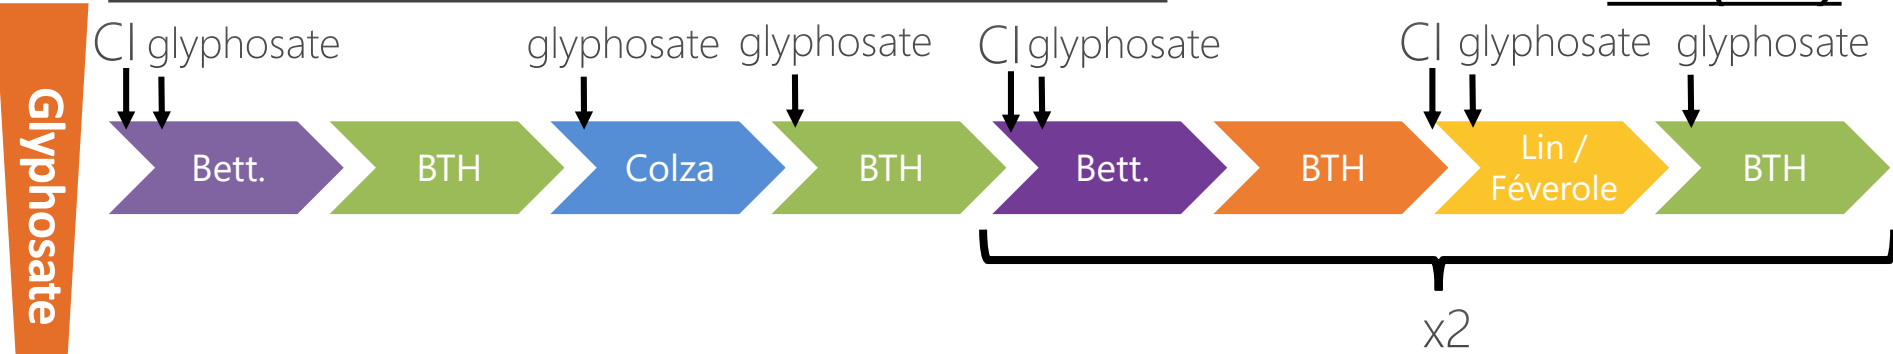 CI glyphosate glyphosate glyphosate CI glyphosate CI glyphosate glyphosate
Glyphosate
Bett. BTH Colza BTH Bett. BTH Lin / Féverole BTH
x2